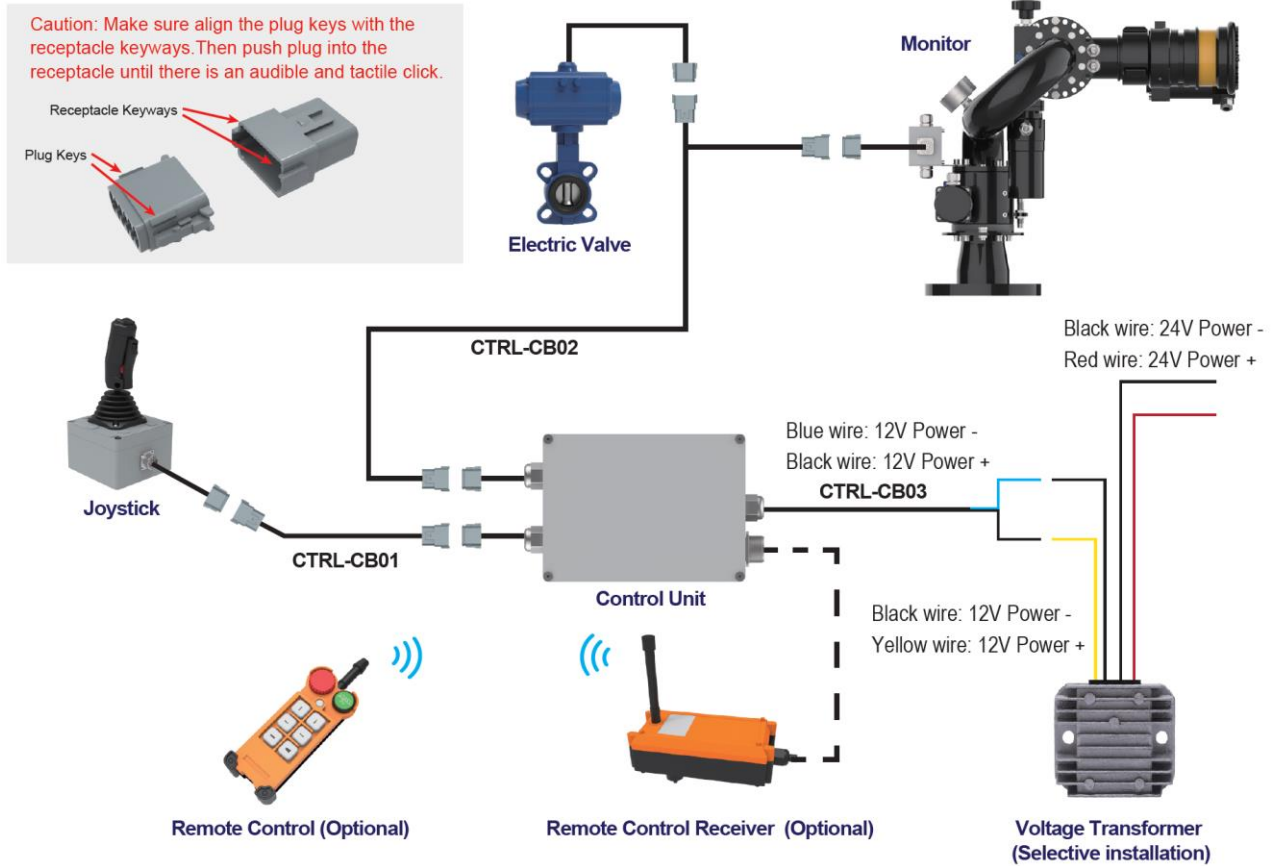 Caution: Make sure align the plug keys with the
receptacle keyways.Then push plug into the
receptacle until there is an audible and tactile click.
Receptacle Keyways
Plug Keys
Monitor
Electric Valve
CTRL-CB02
Black wire: 24V Power -
Red wire: 24V Power +
Joystick
Blue wire: 12V Power -
Black wire: 12V Power +
CTRL-CB03
CTRL-CB01
Control Unit
Black wire: 12V Power -
Yellow wire: 12V Power +
Remote Control (Optional)
Remote Control Receiver (Optional)
Voltage Transformer
(Selective installation)